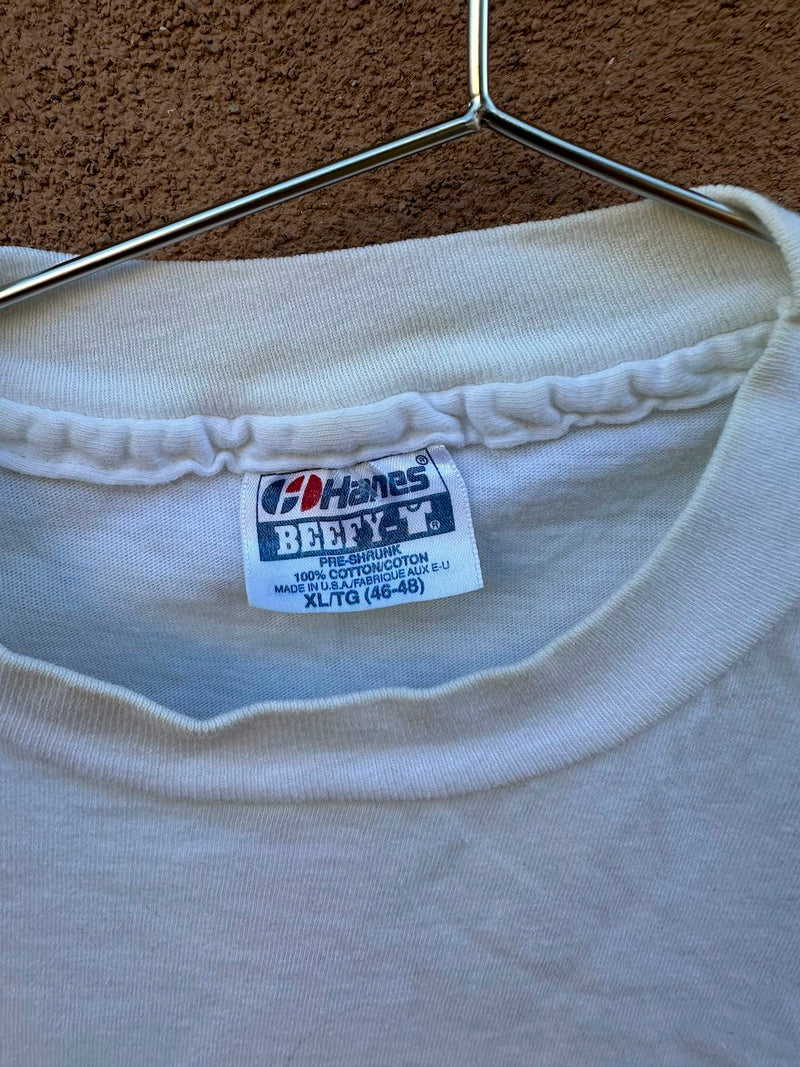 Hanes®
BEEFY-T®
PRE-SHRUNK
100% COTTON/COTON
MADE IN U.S.A/FABRIQUE AUX E-U
XL/TG (46-48)